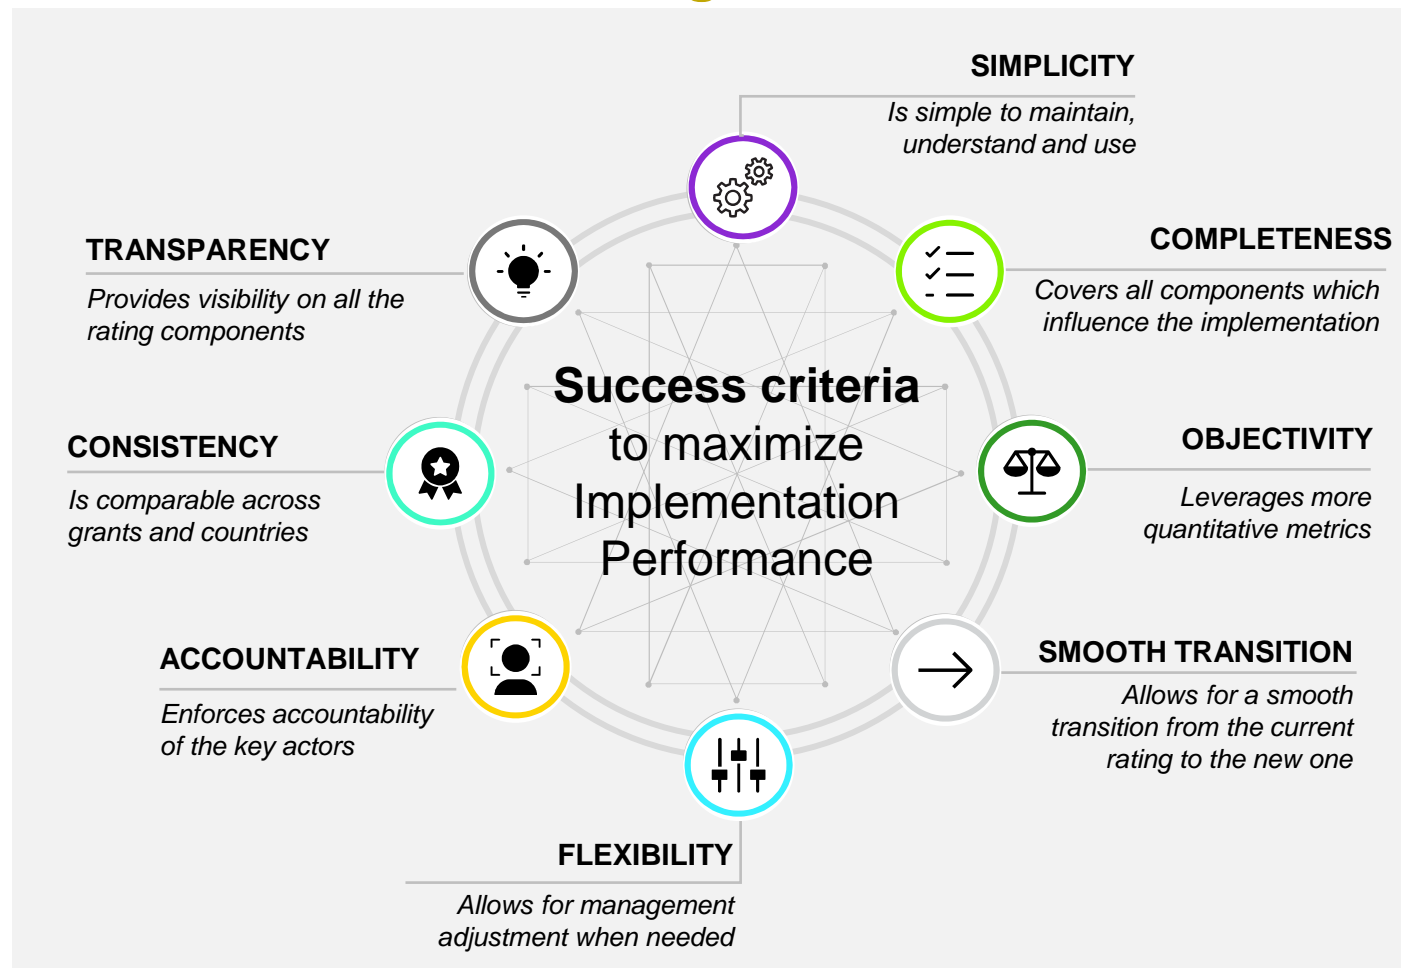 SIMPLICITY
Is simple to maintain,
understand and use
COMPLETENESS
Covers all components which
influence the implementation
OBJECTIVITY
Leverages more
quantitative metrics
SMOOTH TRANSITION
Allows for a smooth
transition from the current
rating to the new one
FLEXIBILITY
Allows for management
adjustment when needed
ACCOUNTABILITY
Enforces accountability
of the key actors
CONSISTENCY
Is comparable across
grants and countries
TRANSPARENCY
Provides visibility on all the
rating components
Success criteria
to maximize
Implementation
Performance